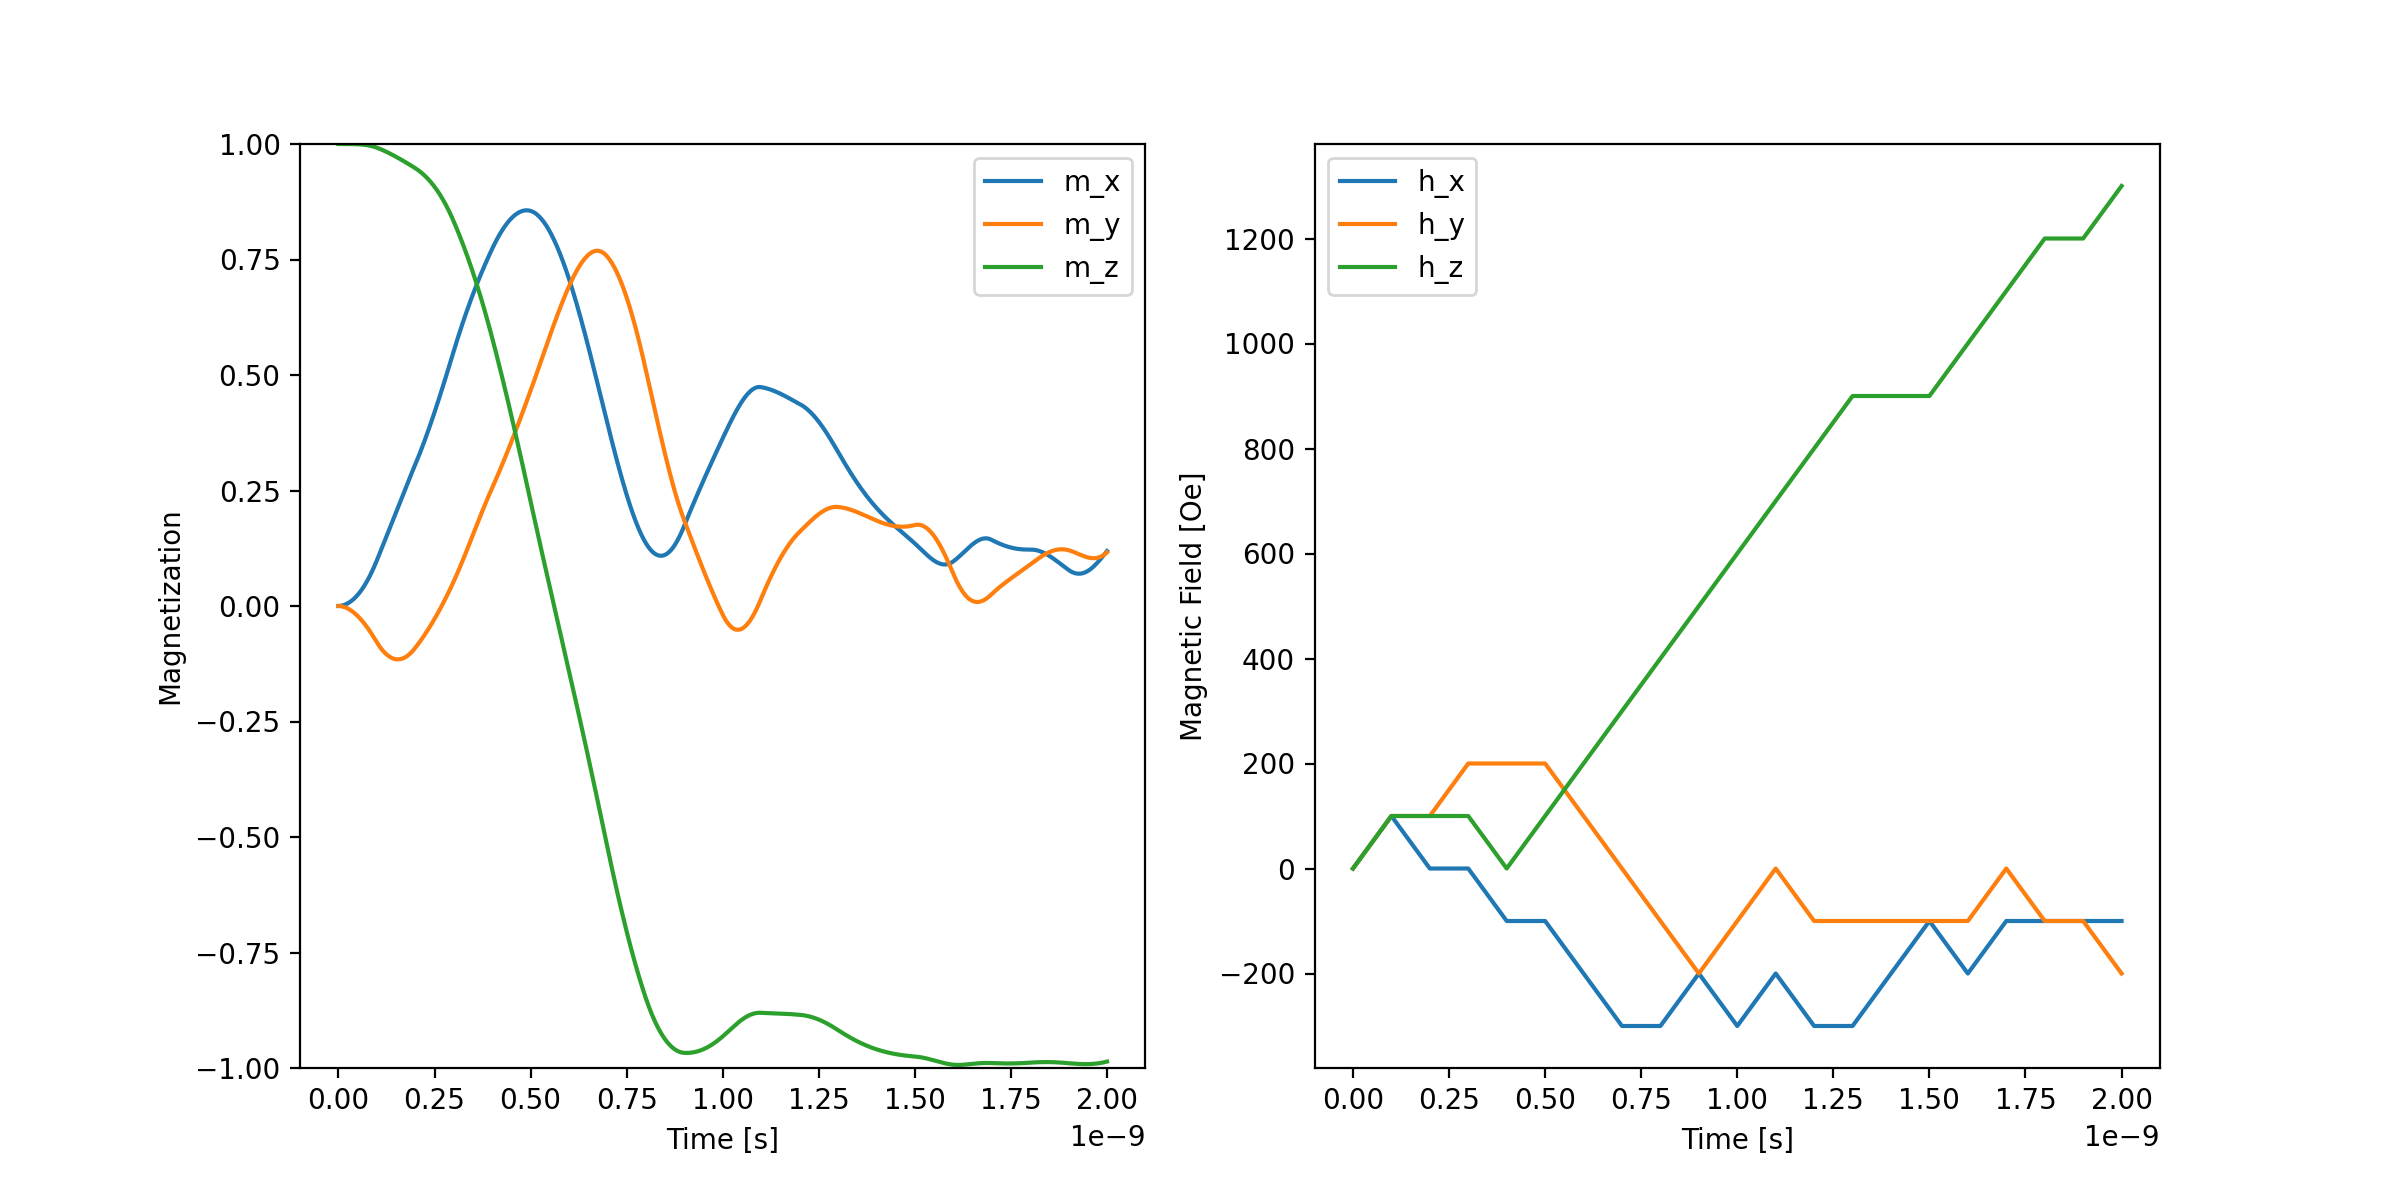 1.00
0.75
0.50
0.25
0.00
−0.25
−0.50
−0.75
−1.00
Magnetization
m_x
m_y
m_z
0.00 0.25 0.50 0.75 1.00 1.25 1.50 1.75 2.00
Time [s]
1e−9
1200
1000
800
600
400
200
0
−200
Magnetic Field [Oe]
h_x
h_y
h_z
0.00 0.25 0.50 0.75 1.00 1.25 1.50 1.75 2.00
Time [s]
1e−9